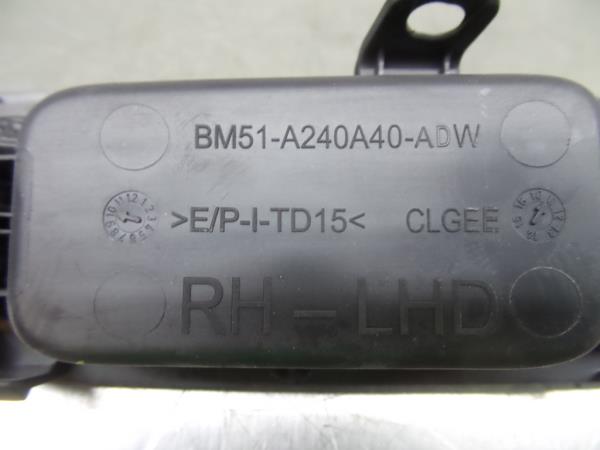 BM51-A240A40-ADW
>E/P-I-TD15< CLGEE
RH – LHD